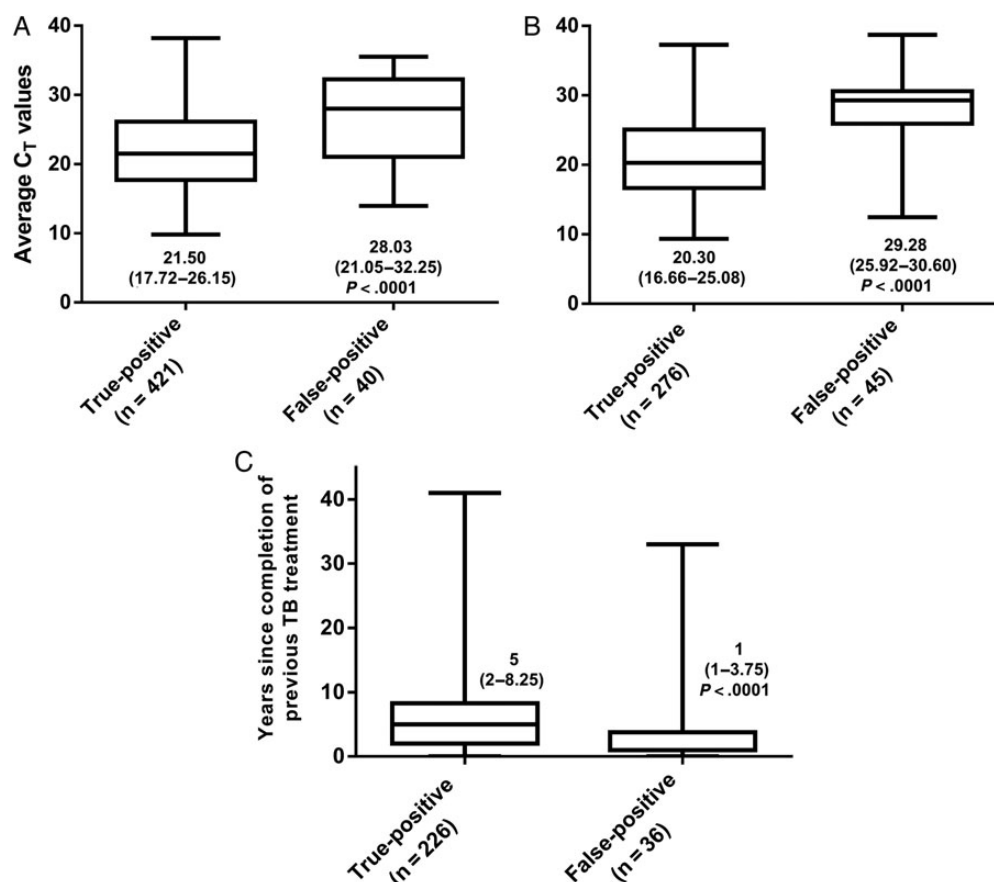 A
Average CT values
40
30
20
10
0
21.50
(17.72–26.15)
28.03
(21.05–32.25)
P < .0001
True-positive
(n = 421)
False-positive
(n = 40)
B
40
30
20
10
0
20.30
(16.66–25.08)
29.28
(25.92–30.60)
P < .0001
True-positive
(n = 276)
False-positive
(n = 45)
C
Years since completion of
previous TB treatment
40
30
20
10
0
5
(2–8.25)
1
(1–3.75)
P < .0001
True-positive
(n = 226)
False-positive
(n = 36)